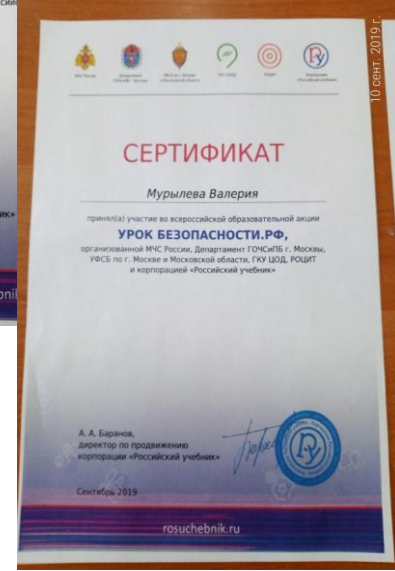 10 сент. 2019 г.
МЧС России
СЕРТИФИКАТ
Мурылева Валерия
принял(а) участие во всероссийской образовательной акции
УРОК БЕЗОПАСНОСТИ.РФ,
организованной МЧС России, Департамент ГОЧСиПБ г. Москвы,
УФСБ по г. Москве и Московской области, ГКУ ЦОД, РОЦИТ
и корпорацией «Российский учебник»
А. А. Баранов,
директор по продвижению
корпорации «Российский учебник»
Сентябрь 2019
rosuchebnik.ru